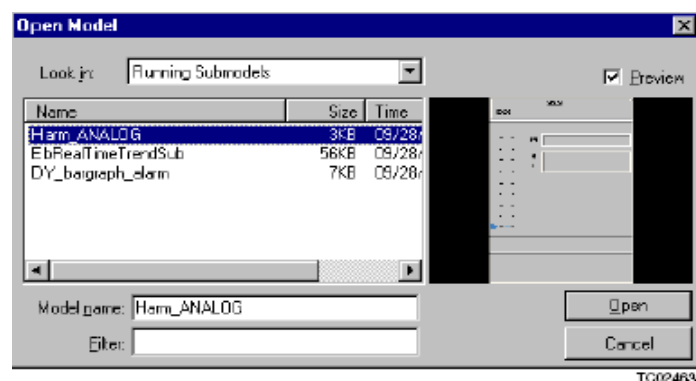 Open Model
Look in: Running Submodels
Preview
Name Size Time
Harm_ANALOG 3KB 09/28/
EbRealTimeTrendSub 56KB 09/28/
DY_bargraph_alarm 7KB 09/28/
Model name: Harm_ANALOG
Open
Filter:
Cancel
TC02463